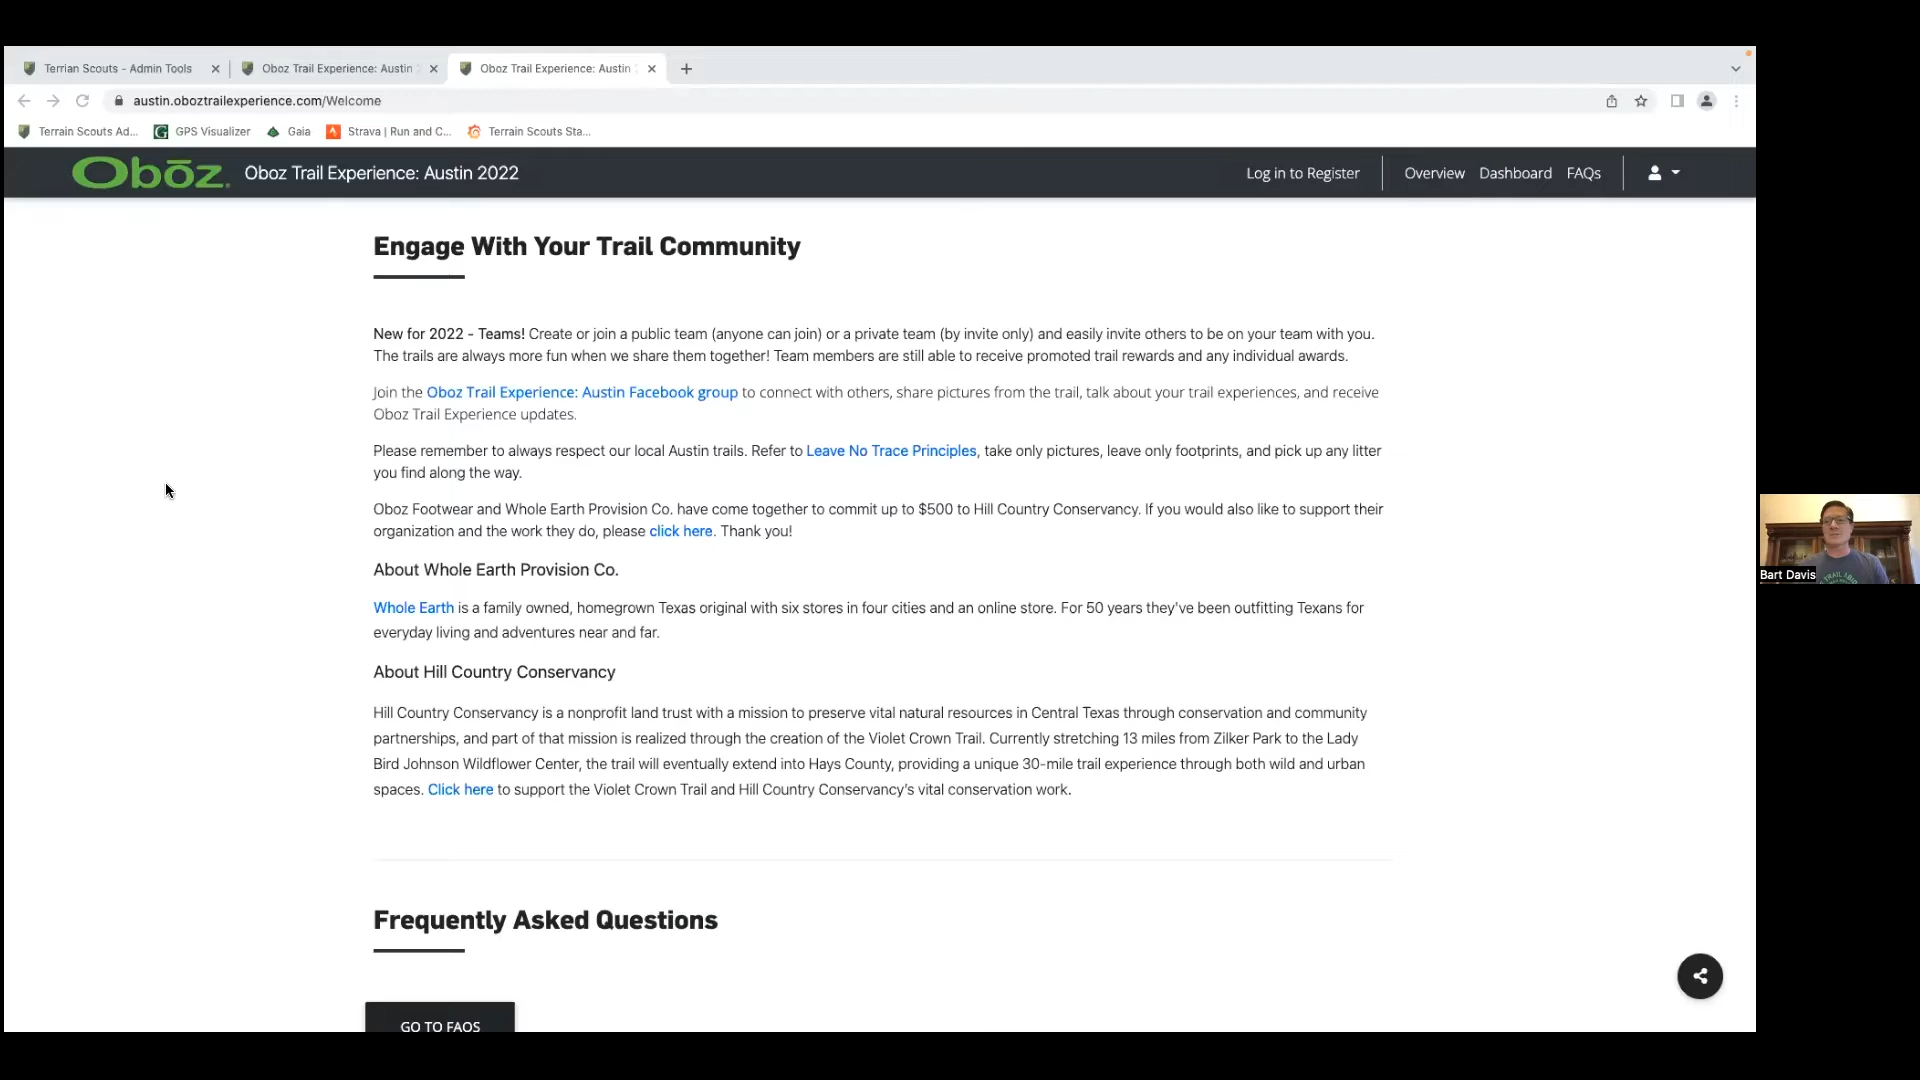 Terrian Scouts - Admin Tools
Oboz Trail Experience: Austin
Oboz Trail Experience: Austin
austin.oboztrailexperience.com/Welcome
Terrain Scouts Ad...
GPS Visualizer
Gaia
Strava | Run and C...
Terrain Scouts Sta...
Obōz.
Oboz Trail Experience: Austin 2022
Log in to Register
Overview
Dashboard
FAQs
Engage With Your Trail Community
New for 2022 - Teams! Create or join a public team (anyone can join) or a private team (by invite only) and easily invite others to be on your team with you.
The trails are always more fun when we share them together! Team members are still able to receive promoted trail rewards and any individual awards.
Join the Oboz Trail Experience: Austin Facebook group to connect with others, share pictures from the trail, talk about your trail experiences, and receive
Oboz Trail Experience updates.
Please remember to always respect our local Austin trails. Refer to Leave No Trace Principles, take only pictures, leave only footprints, and pick up any litter
you find along the way.
Oboz Footwear and Whole Earth Provision Co. have come together to commit up to $500 to Hill Country Conservancy. If you would also like to support their
organization and the work they do, please click here. Thank you!
About Whole Earth Provision Co.
Whole Earth is a family owned, homegrown Texas original with six stores in four cities and an online store. For 50 years they've been outfitting Texans for
everyday living and adventures near and far.
About Hill Country Conservancy
Hill Country Conservancy is a nonprofit land trust with a mission to preserve vital natural resources in Central Texas through conservation and community
partnerships, and part of that mission is realized through the creation of the Violet Crown Trail. Currently stretching 13 miles from Zilker Park to the Lady
Bird Johnson Wildflower Center, the trail will eventually extend into Hays County, providing a unique 30-mile trail experience through both wild and urban
spaces. Click here to support the Violet Crown Trail and Hill Country Conservancy's vital conservation work.
Frequently Asked Questions
GO TO FAQS
Bart Davis